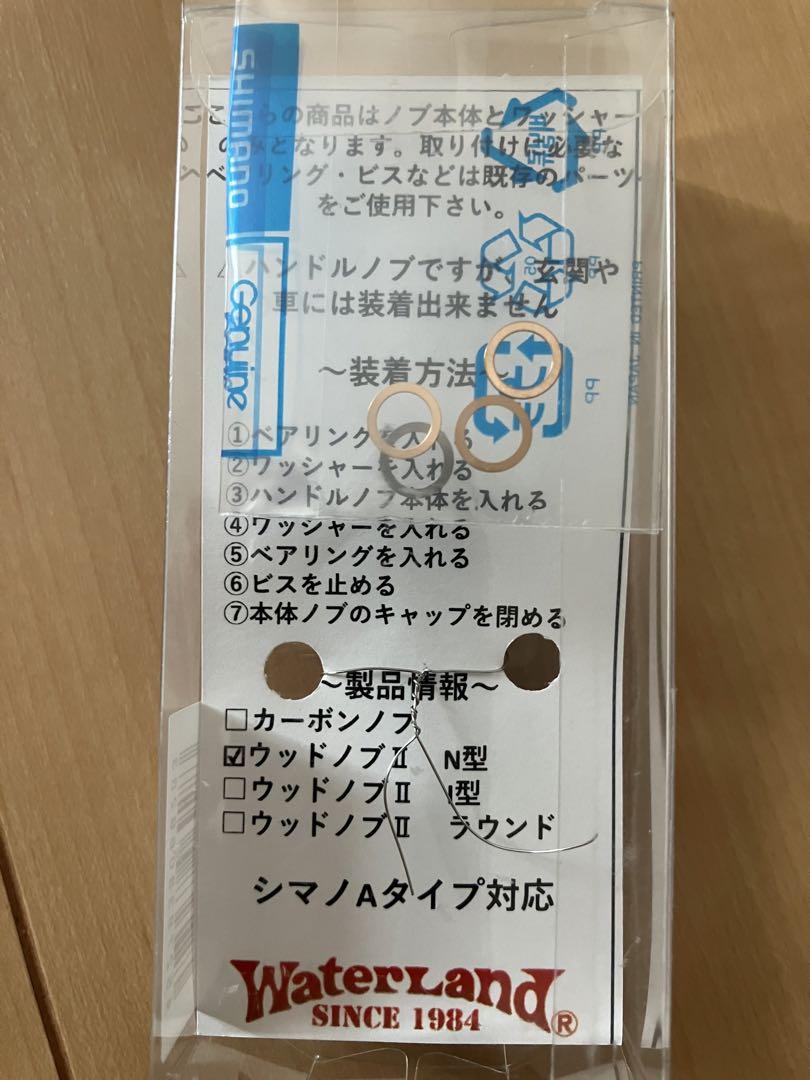 SHIMANO
Genuine
こちらの商品はノブ本体とワッシャー
のみとなります。取り付けに必要な
ベアリング・ビスなどは既存のパーツ
をご使用下さい。
ハンドルノブですが、玄関や
車には装着出来ません
～装着方法～
①ベアリングを入れる
②ワッシャーを入れる
③ハンドルノブ本体を入れる
④ワッシャーを入れる
⑤ベアリングを入れる
⑥ビスを止める
⑦本体ノブのキャップを閉める
～製品情報～
□カーボンノブ
☑ウッドノブⅡ N型
□ウッドノブⅡ I型
□ウッドノブⅡ ラウンド
シマノAタイプ対応
WaterLand®
SINCE 1984
PP
PP